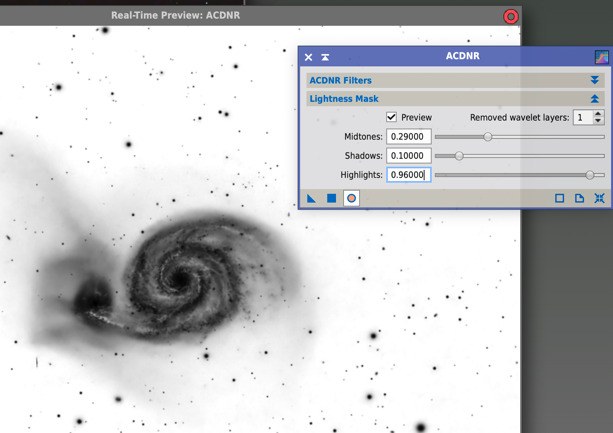 Real-Time Preview: ACDNR
ACDNR
ACDNR Filters
Lightness Mask
Preview Removed wavelet layers: 1
Midtones: 0.29000
Shadows: 0.10000
Highlights: 0.96000